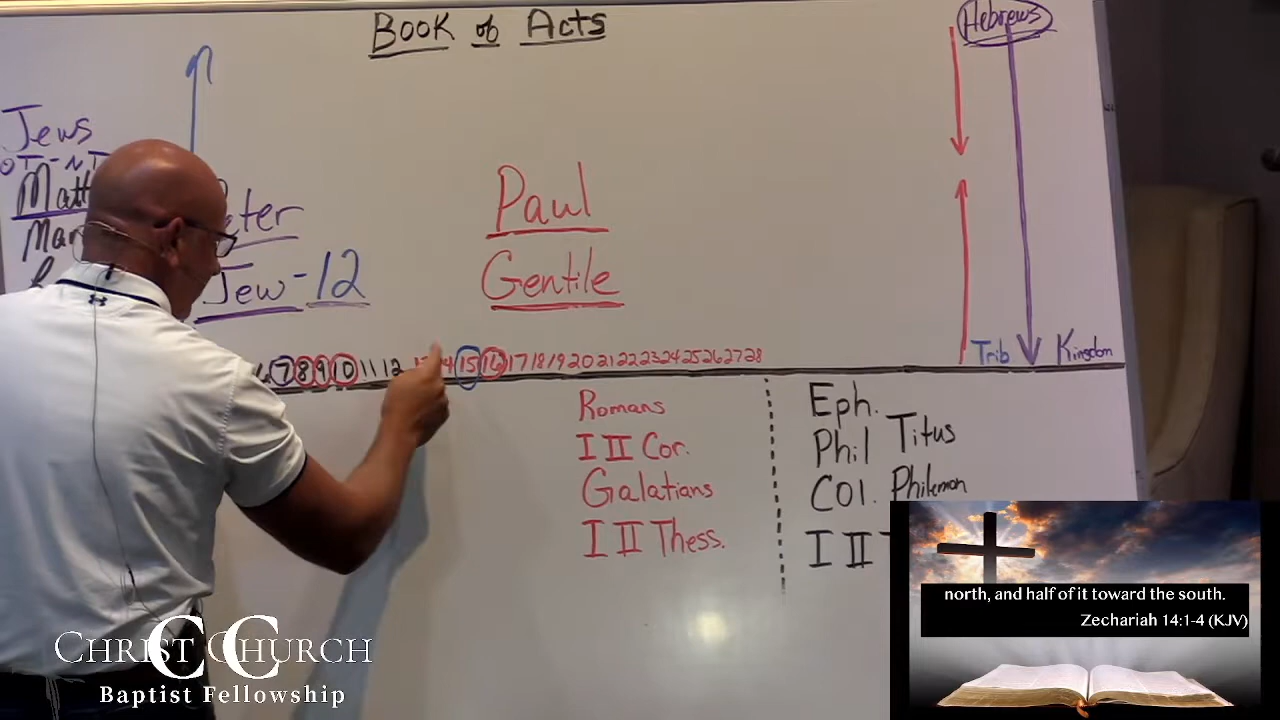 Book of Acts
Hebrews
Jews
OT-NT
Paul
Jew-12
Gentile
7 8 9 10 11 12 15 16 17 18 19 20 21 22 23 24 25 26 27 28
Trib Kingdom
Romans
I II Cor.
Galatians
I II Thess.
Eph.
Phil Titus
COl. Philemon
I II
north, and half of it toward the south.
Zechariah 14:1-4 (KJV)
CC
CHRIST CHURCH
Baptist Fellowship